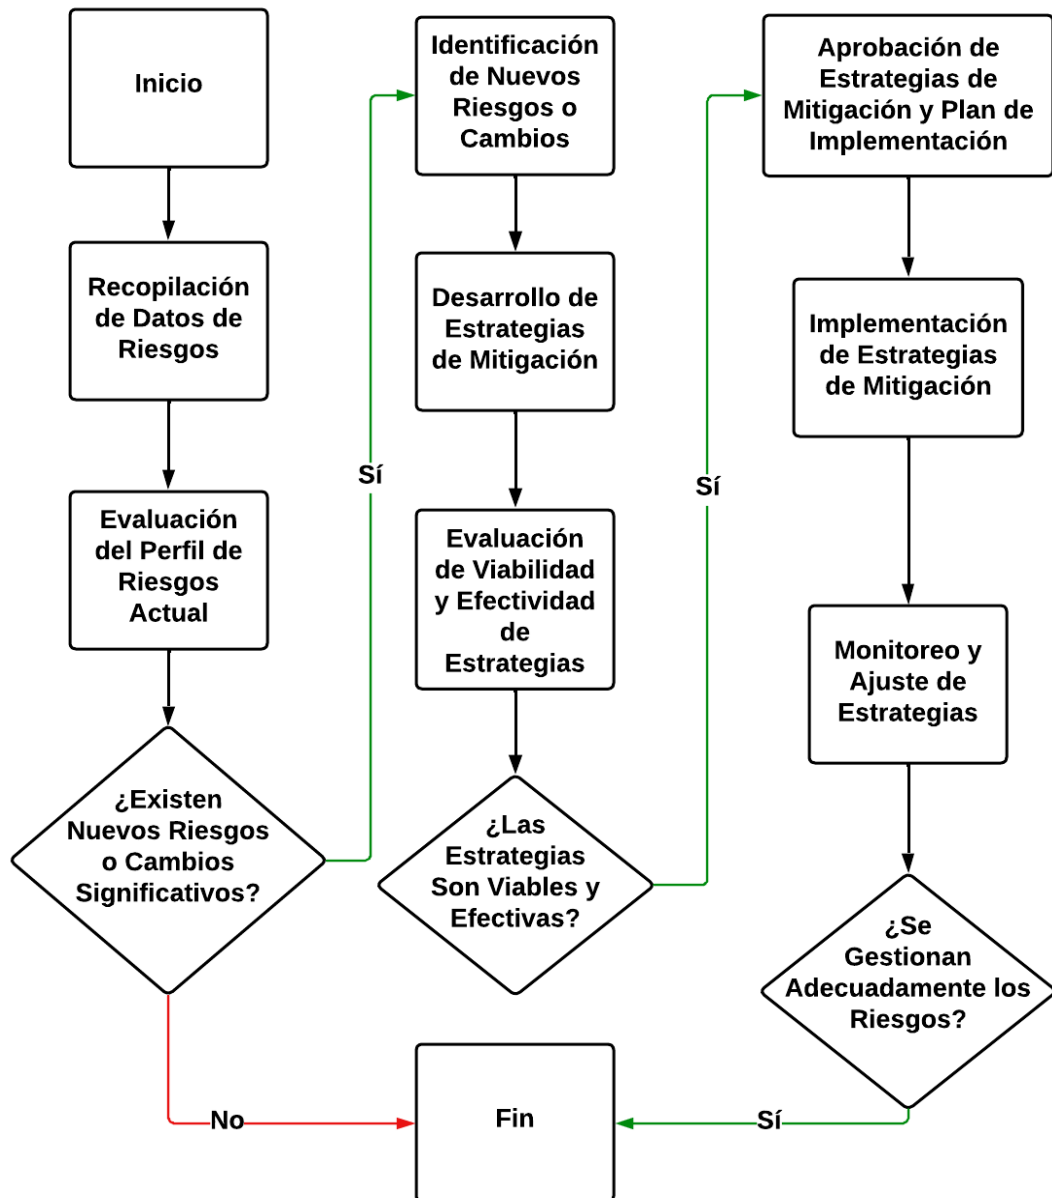 Inicio
Recopilación
de Datos de
Riesgos
Evaluación
del Perfil de
Riesgos
Actual
¿Existen
Nuevos Riesgos
o Cambios
Significativos?
No
Sí
Identificación
de Nuevos
Riesgos o
Cambios
Desarrollo de
Estrategias
de Mitigación
Evaluación
de Viabilidad
y Efectividad
de
Estrategias
¿Las
Estrategias
Son Viables y
Efectivas?
Sí
Aprobación de
Estrategias de
Mitigación y Plan de
Implementación
Implementación
de Estrategias
de Mitigación
Monitoreo y
Ajuste de
Estrategias
¿Se
Gestionan
Adecuadamente los
Riesgos?
Sí
Fin